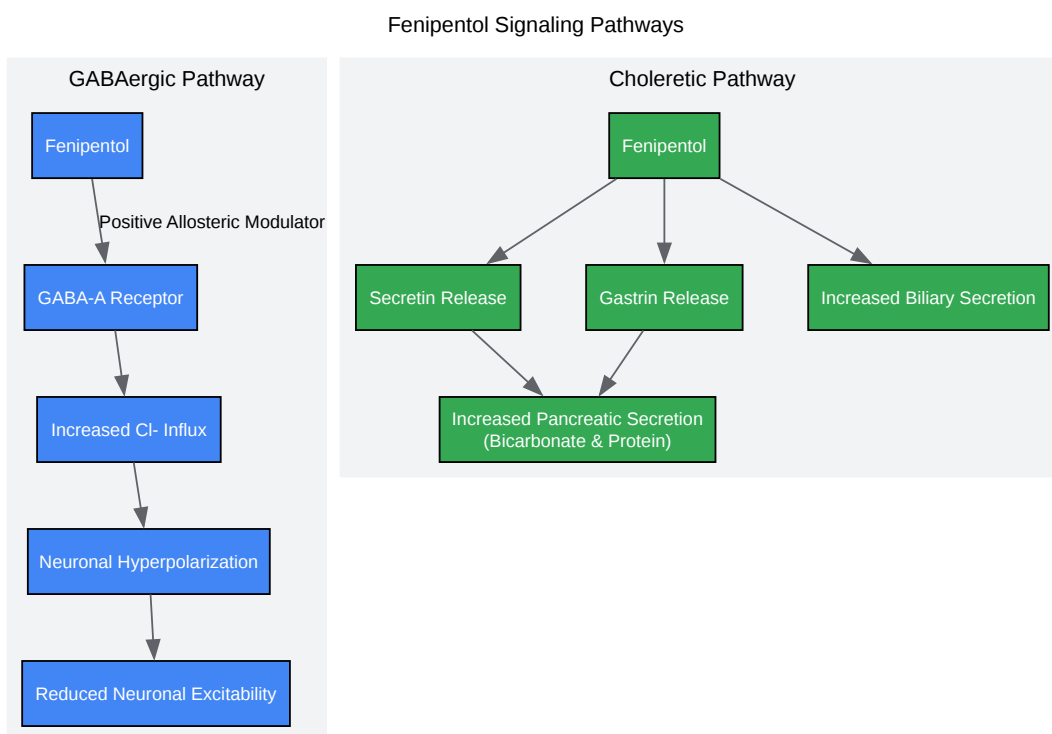 Fenipentol Signaling Pathways
GABAergic Pathway
Fenipentol
Positive Allosteric Modulator
GABA-A Receptor
Increased Cl- Influx
Neuronal Hyperpolarization
Reduced Neuronal Excitability
Choleretic Pathway
Fenipentol
Secretin Release
Gastrin Release
Increased Biliary Secretion
Increased Pancreatic Secretion
(Bicarbonate & Protein)